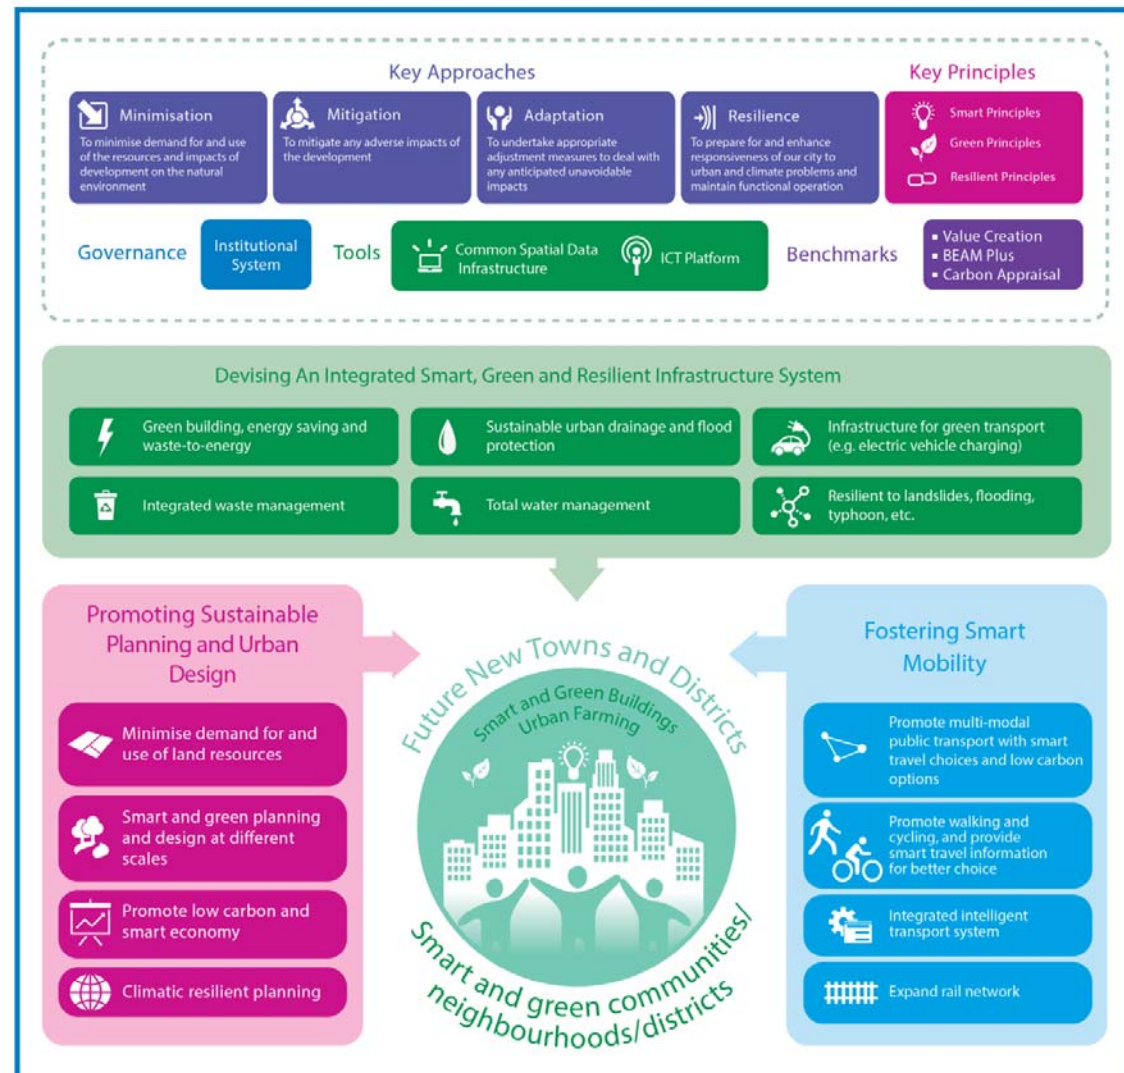 Key Approaches
Key Principles
Minimisation
To minimise demand for and use
of the resources and impacts of
development on the natural
environment
Mitigation
To mitigate any adverse impacts of
the development
Adaptation
To undertake appropriate
adjustment measures to deal with
any anticipated unavoidable
impacts
Resilience
To prepare for and enhance
responsiveness of our city to
urban and climate problems and
maintain functional operation
Smart Principles
Green Principles
Resilient Principles
Governance
Institutional
System
Tools
Common Spatial Data
Infrastructure
ICT Platform
Benchmarks
▪ Value Creation
▪ BEAM Plus
▪ Carbon Appraisal
Devising An Integrated Smart, Green and Resilient Infrastructure System
Green building, energy saving and
waste-to-energy
Sustainable urban drainage and flood
protection
Infrastructure for green transport
(e.g. electric vehicle charging)
Integrated waste management
Total water management
Resilient to landslides, flooding,
typhoon, etc.
Promoting Sustainable
Planning and Urban
Design
Minimise demand for and
use of land resources
Smart and green planning
and design at different
scales
Promote low carbon and
smart economy
Climatic resilient planning
Future New Towns and Districts
Smart and Green Buildings
Urban Farming
Smart and green communities/
neighbourhoods/districts
Fostering Smart
Mobility
Promote multi-modal
public transport with smart
travel choices and low carbon
options
Promote walking and
cycling, and provide
smart travel information
for better choice
Integrated intelligent
transport system
Expand rail network